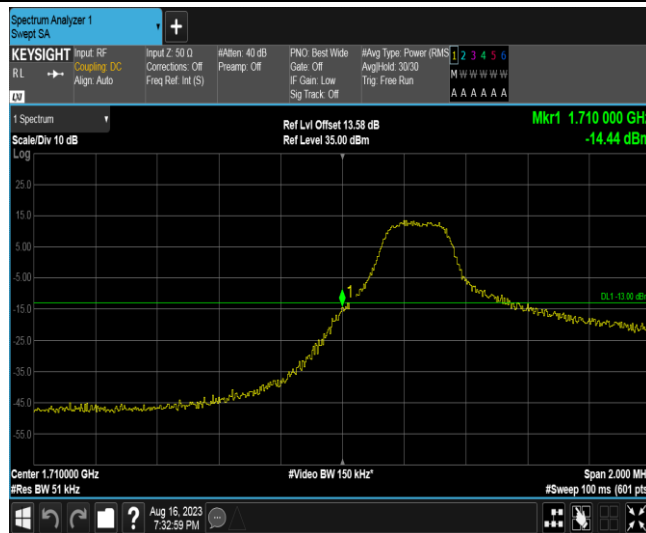 Spectrum Analyzer 1
Swept SA
+
KEYSIGHT
RL
LXI
Input: RF
Coupling: DC
Align: Auto
Input Z: 50 Ω
Corrections: Off
Freq Ref: Int (S)
#Atten: 40 dB
Preamp: Off
PNO: Best Wide
Gate: Off
IF Gain: Low
Sig Track: Off
#Avg Type: Power (RMS
Avg|Hold: 30/30
Trig: Free Run
1 2 3 4 5 6
M W W W W W
A A A A A A
1 Spectrum
Scale/Div 10 dB
Ref Lvl Offset 13.58 dB
Ref Level 35.00 dBm
Mkr1 1.710 000 GHz
-14.44 dBm
Log
25.0
15.0
5.00
-5.00
1
DL1 -13.00 dBm
-15.0
-25.0
-35.0
-45.0
-55.0
Center 1.710000 GHz
#Video BW 150 kHz*
Span 2.000 MH
#Res BW 51 kHz
#Sweep 100 ms (601 pts
?
Aug 16, 2023
7:32:59 PM